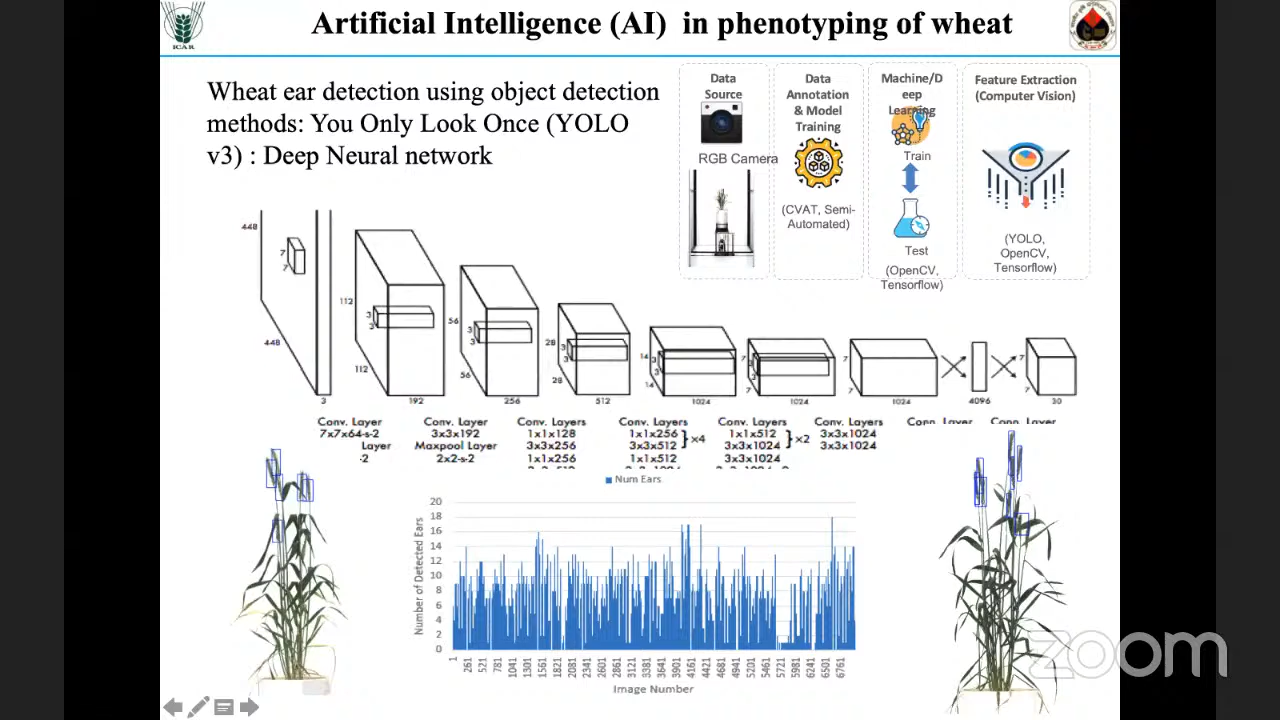 Artificial Intelligence (AI) in phenotyping of wheat
ICAR
Wheat ear detection using object detection
methods: You Only Look Once (YOLO
v3) : Deep Neural network
Data
Source
RGB Camera
Data
Annotation
& Model
Training
(CVAT, Semi-
Automated)
Machine/D
eep
Learning
Train
Test
(OpenCV,
Tensorflow)
Feature Extraction
(Computer Vision)
(YOLO,
OpenCV,
Tensorflow)
448
7
7
448
3
112
3
3
112
192
56
3
3
56
256
28
3
3
28
512
14
3
3
14
1024
7
3
3
7
1024
7
7
1024
4096
7
7
30
Conv. Layer
7x7x64-s-2
Layer
-2
Conv. Layer
3x3x192
Maxpool Layer
2x2-s-2
Conv. Layers
1x1x128
3x3x256
1x1x256
Conv. Layers
1x1x256
3x3x512
}×4
1x1x512
Conv. Layers
1x1x512
3x3x1024
}×2
3x3x1024
Conv. Layers
3x3x1024
3x3x1024
Conn. Layer
Conn. Layer
Num Ears
Number of Detected Ears
20
18
16
14
12
10
8
6
4
2
0
1
261
521
781
1041
1301
1561
1821
2081
2341
2601
2861
3121
3381
3641
3901
4161
4421
4681
4941
5201
5461
5721
5981
6241
6501
6761
Image Number
zoom